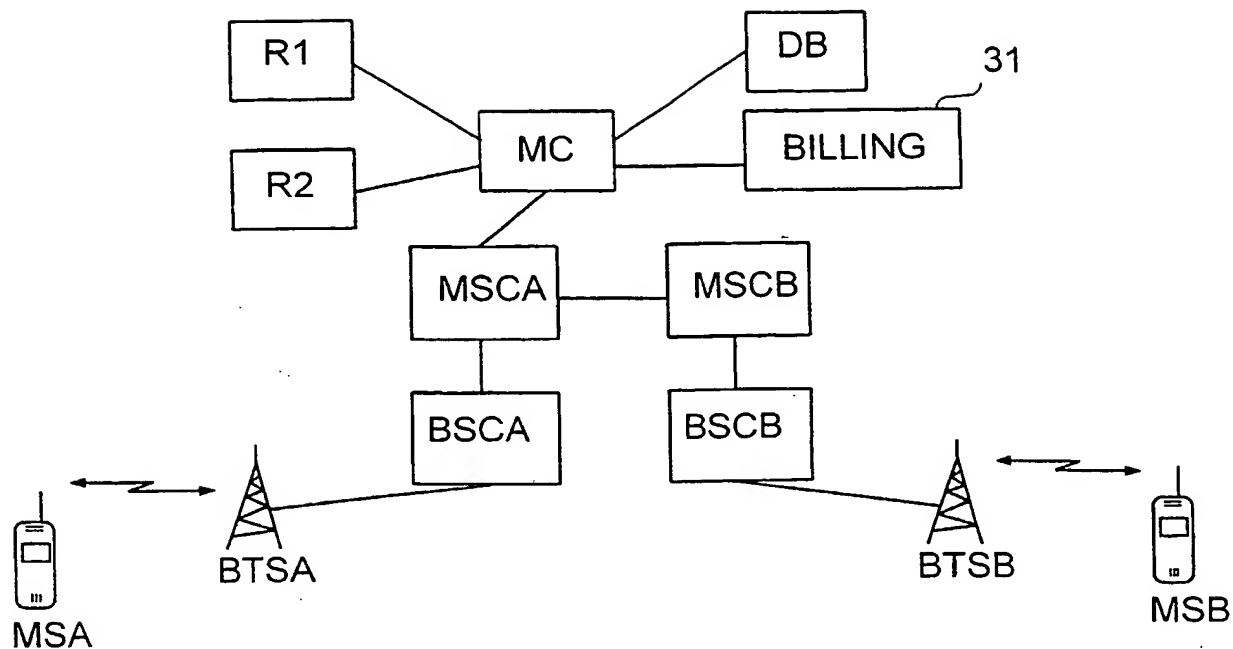 R1
DB
31
MC
BILLING
R2
MSCA
MSCB
BSCA
BSCB
BTSA
BTSB
MSA
MSB